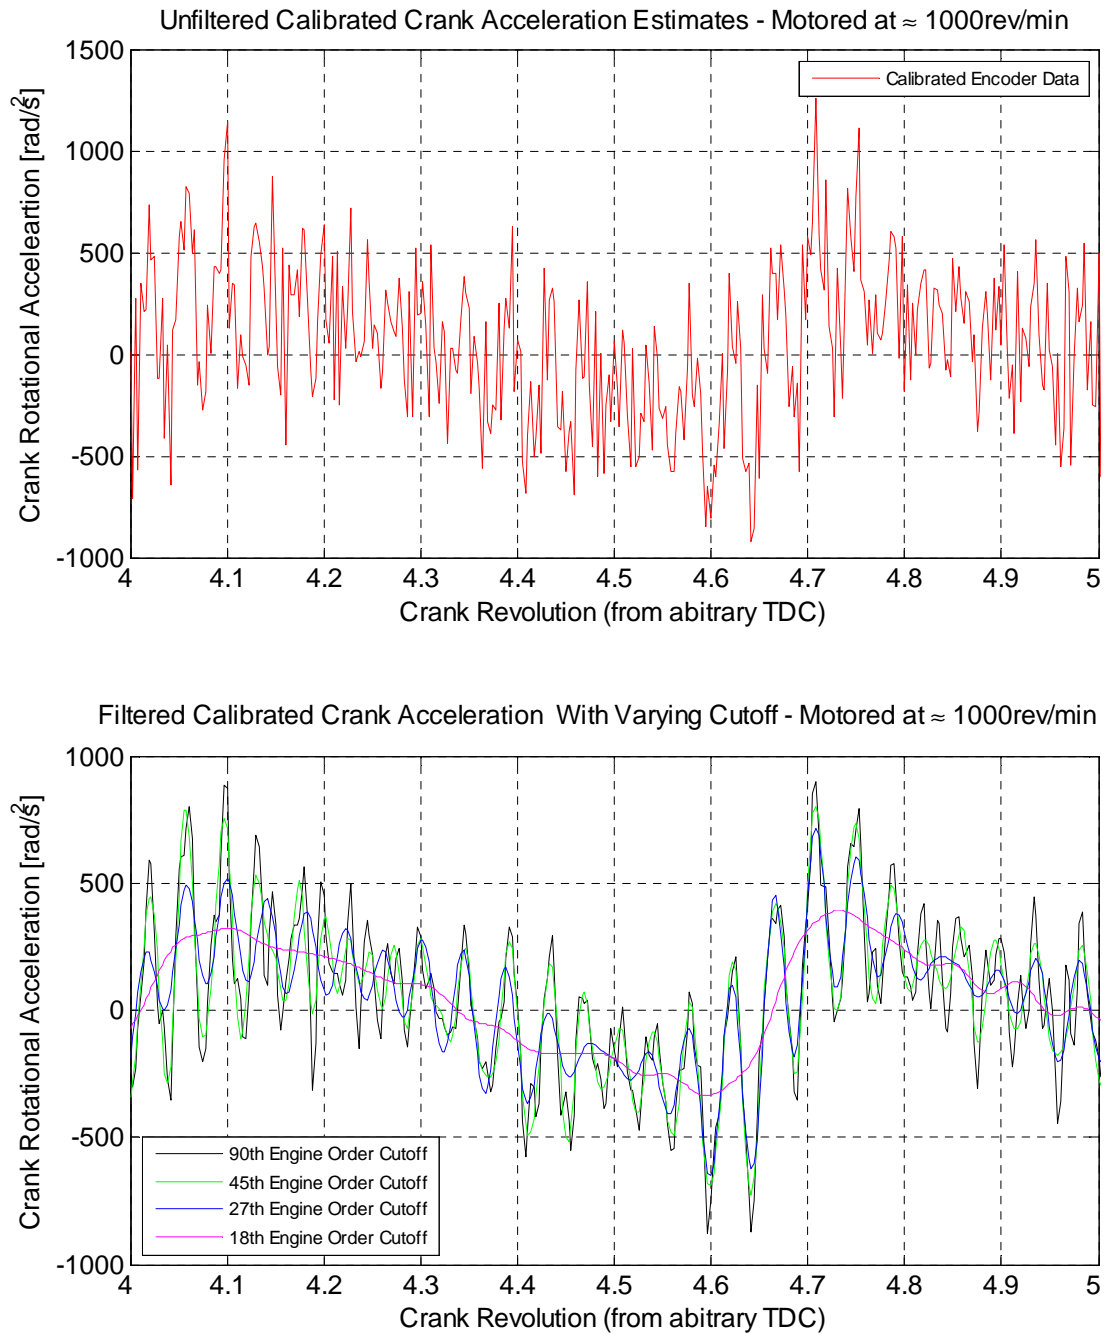 Unfiltered Calibrated Crank Acceleration Estimates - Motored at ≈ 1000rev/min
1500
1000
500
0
-500
-1000
Crank Rotational Acceleartion [rad/s²]
Calibrated Encoder Data
4 4.1 4.2 4.3 4.4 4.5 4.6 4.7 4.8 4.9 5
Crank Revolution (from abitrary TDC)
Filtered Calibrated Crank Acceleration With Varying Cutoff - Motored at ≈ 1000rev/min
1000
500
0
-500
-1000
Crank Rotational Acceleration [rad/s²]
90th Engine Order Cutoff
45th Engine Order Cutoff
27th Engine Order Cutoff
18th Engine Order Cutoff
4 4.1 4.2 4.3 4.4 4.5 4.6 4.7 4.8 4.9 5
Crank Revolution (from abitrary TDC)